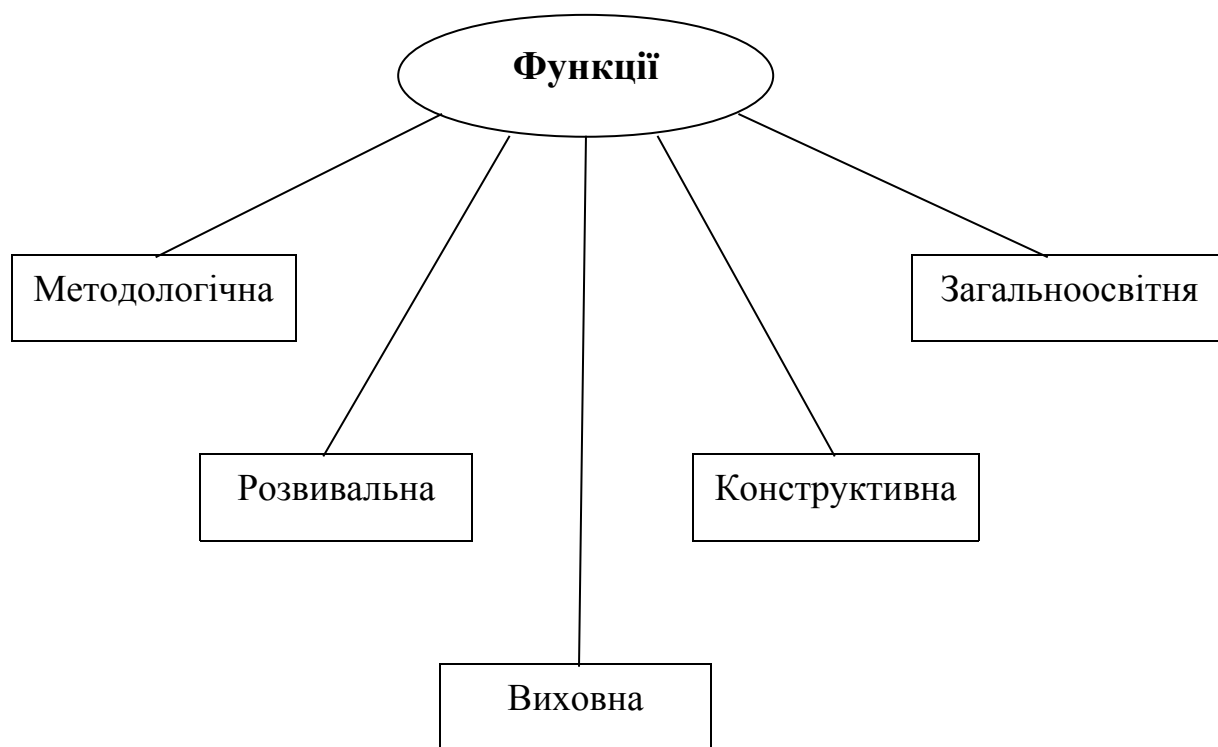 Функції
Методологічна
Загальноосвітня
Розвивальна
Конструктивна
Виховна